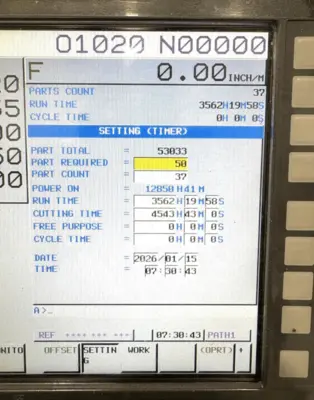 O1020 N00000
F 0.00 INCH/M
PARTS COUNT 37
RUN TIME 3562H19M58S
CYCLE TIME 0H 0M 0S
SETTING (TIMER)
PART TOTAL = 53033
PART REQUIRED = 50
PART COUNT = 37
POWER ON = 12850H41M
RUN TIME = 3562H19M58S
CUTTING TIME = 4543H43M 0S
FREE PURPOSE = 0H 0M 0S
CYCLE TIME = 0H 0M 0S
DATE = 2026/01/15
TIME = 07:30:43
A>_
REF **** *** *** 07:30:43 PATH1
NITO OFFSET SETTING WORK (OPRT) +